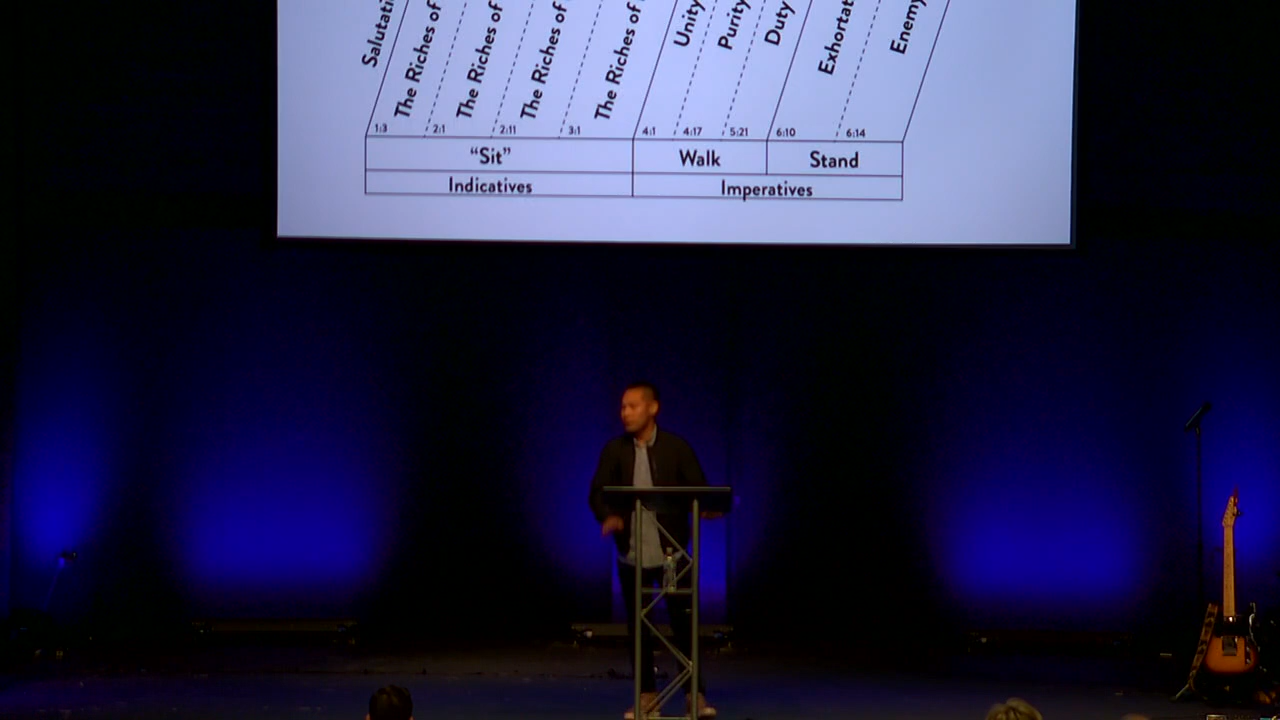 Salutati
The Riches of
The Riches of
The Riches of
The Riches of
Unity
Purity
Duty
Exhortat
Enemy
1:3 2:1 2:11 3:1 4:1 4:17 5:21 6:10 6:14
“Sit” Walk Stand
Indicatives Imperatives